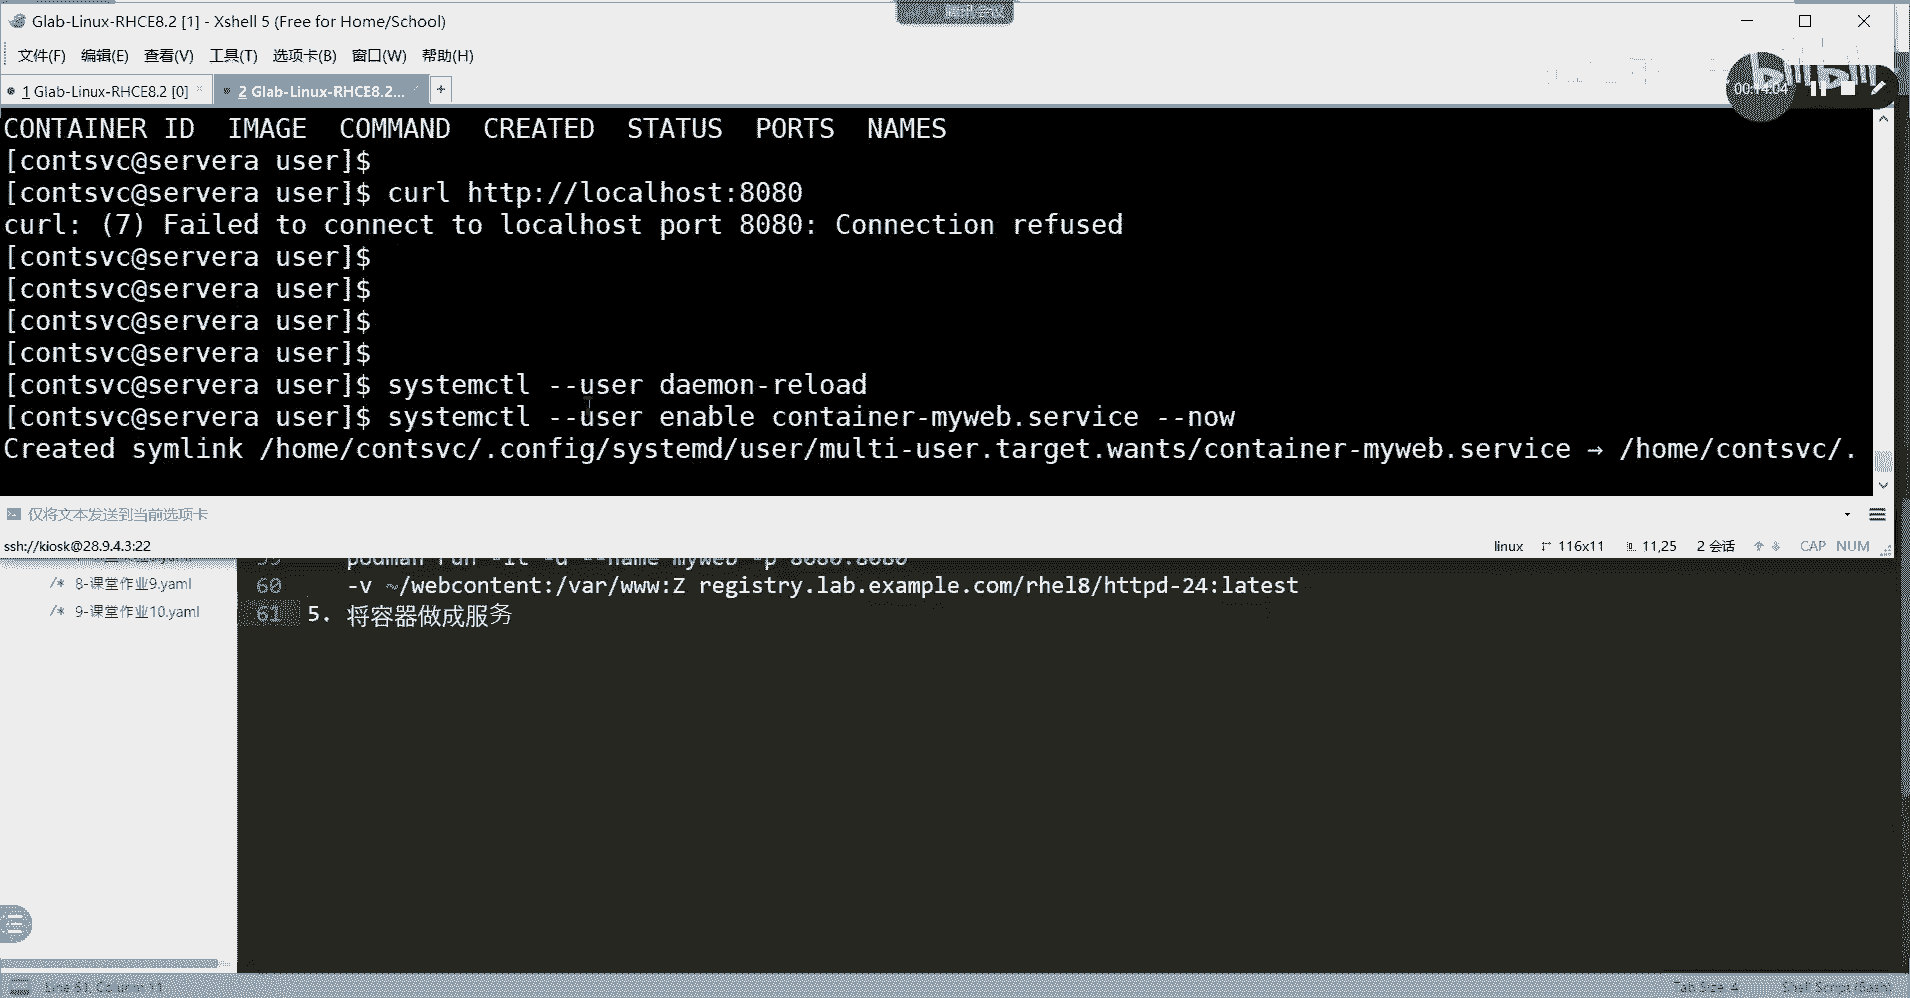 Glab-Linux-RHCE8.2 [1] - Xshell 5 (Free for Home/School)
文件(F) 编辑(E) 查看(V) 工具(T) 选项卡(B) 窗口(W) 帮助(H)
1 Glab-Linux-RHCE8.2 [0] 2 Glab-Linux-RHCE8.2...
00:14:04
CONTAINER ID IMAGE COMMAND CREATED STATUS PORTS NAMES
[contsvc@servera user]$
[contsvc@servera user]$ curl http://localhost:8080
curl: (7) Failed to connect to localhost port 8080: Connection refused
[contsvc@servera user]$
[contsvc@servera user]$
[contsvc@servera user]$
[contsvc@servera user]$
[contsvc@servera user]$ systemctl --user daemon-reload
[contsvc@servera user]$ systemctl --user enable container-myweb.service --now
Created symlink /home/contsvc/.config/systemd/user/multi-user.target.wants/container-myweb.service → /home/contsvc/.
仅将文本发送到当前选项卡
ssh://kiosk@28.9.4.3:22 linux 116x11 11,25 2 会话 CAP NUM
podman run -it -d --name myweb -p 8080:8080
/* 8-课堂作业9.yaml
60 -v ~/webcontent:/var/www:Z registry.lab.example.com/rhel8/httpd-24:latest
/* 9-课堂作业10.yaml
61 5. 将容器做成服务
Line 61, Column 11 Tab Size: 4 Shell Script (Bash)